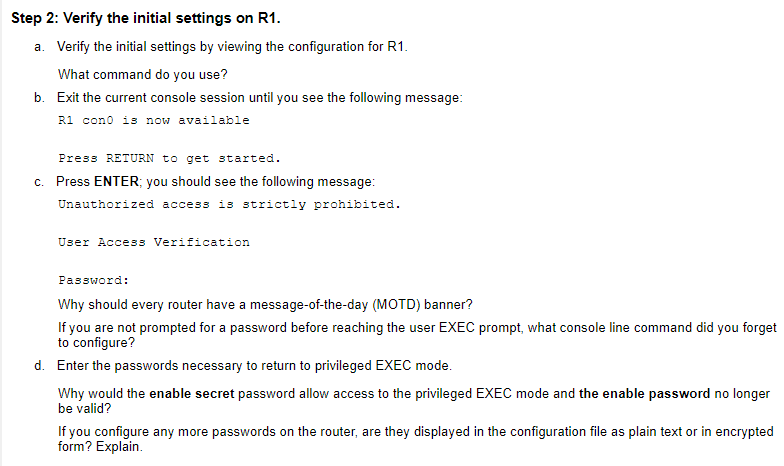 Step 2: Verify the initial settings on R1.
a. Verify the initial settings by viewing the configuration for R1.
What command do you use?
b. Exit the current console session until you see the following message:
R1 con0 is now available
Press RETURN to get started.
c. Press ENTER; you should see the following message:
Unauthorized access is strictly prohibited.
User Access Verification
Password:
Why should every router have a message-of-the-day (MOTD) banner?
If you are not prompted for a password before reaching the user EXEC prompt, what console line command did you forget
to configure?
d. Enter the passwords necessary to return to privileged EXEC mode.
Why would the enable secret password allow access to the privileged EXEC mode and the enable password no longer
be valid?
If you configure any more passwords on the router, are they displayed in the configuration file as plain text or in encrypted
form? Explain.